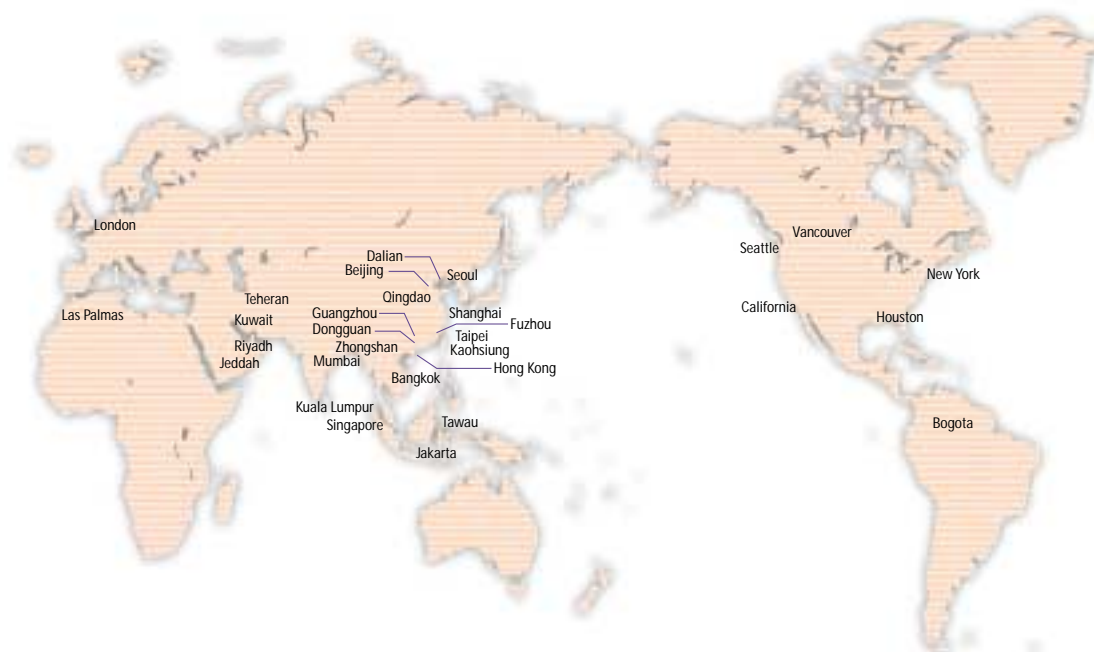 London
Vancouver
Seattle
Dalian
Beijing
Seoul
New York
Qingdao
Teheran
California
Las Palmas
Guangzhou
Shanghai
Houston
Kuwait
Fuzhou
Dongguan
Taipei
Riyadh
Zhongshan
Kaohsiung
Jeddah
Mumbai
Hong Kong
Bangkok
Kuala Lumpur
Singapore
Tawau
Bogota
Jakarta